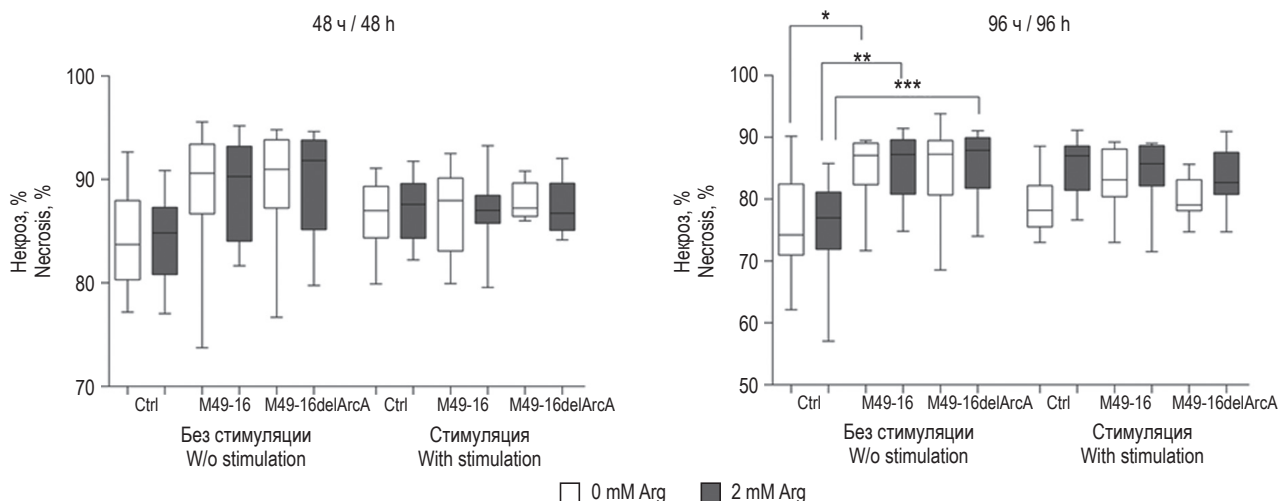 48 ч / 48 h
100
90
80
70
Некроз, %
Necrosis, %
Ctrl
M49-16
M49-16delArcA
Ctrl
M49-16
M49-16delArcA
Без стимуляции
W/o stimulation
Стимуляция
With stimulation
96 ч / 96 h
*
**
***
100
90
80
70
60
50
Некроз, %
Necrosis, %
Ctrl
M49-16
M49-16delArcA
Ctrl
M49-16
M49-16delArcA
Без стимуляции
W/o stimulation
Стимуляция
With stimulation
0 mM Arg
2 mM Arg